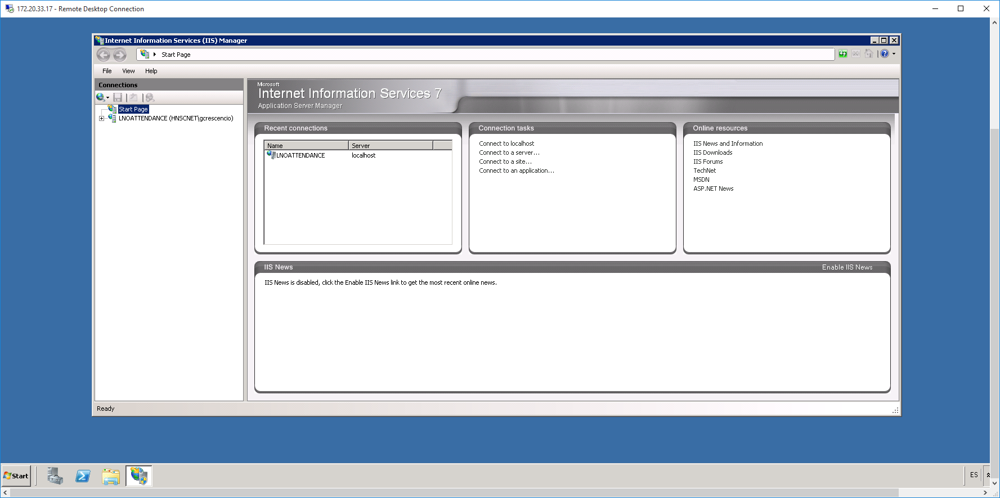 172.20.33.17 - Remote Desktop Connection
Internet Information Services (IIS) Manager
Start Page
File View Help
Connections
Start Page
LNOATTENDANCE (HNSCNET\gcrescencio)
Microsoft
Internet Information Services 7
Application Server Manager
Recent connections
Name Server
LNOATTENDANCE localhost
Connection tasks
Connect to localhost
Connect to a server...
Connect to a site...
Connect to an application...
Online resources
IIS News and Information
IIS Downloads
IIS Forums
TechNet
MSDN
ASP.NET News
IIS News Enable IIS News
IIS News is disabled, click the Enable IIS News link to get the most recent online news.
Ready
Start ES